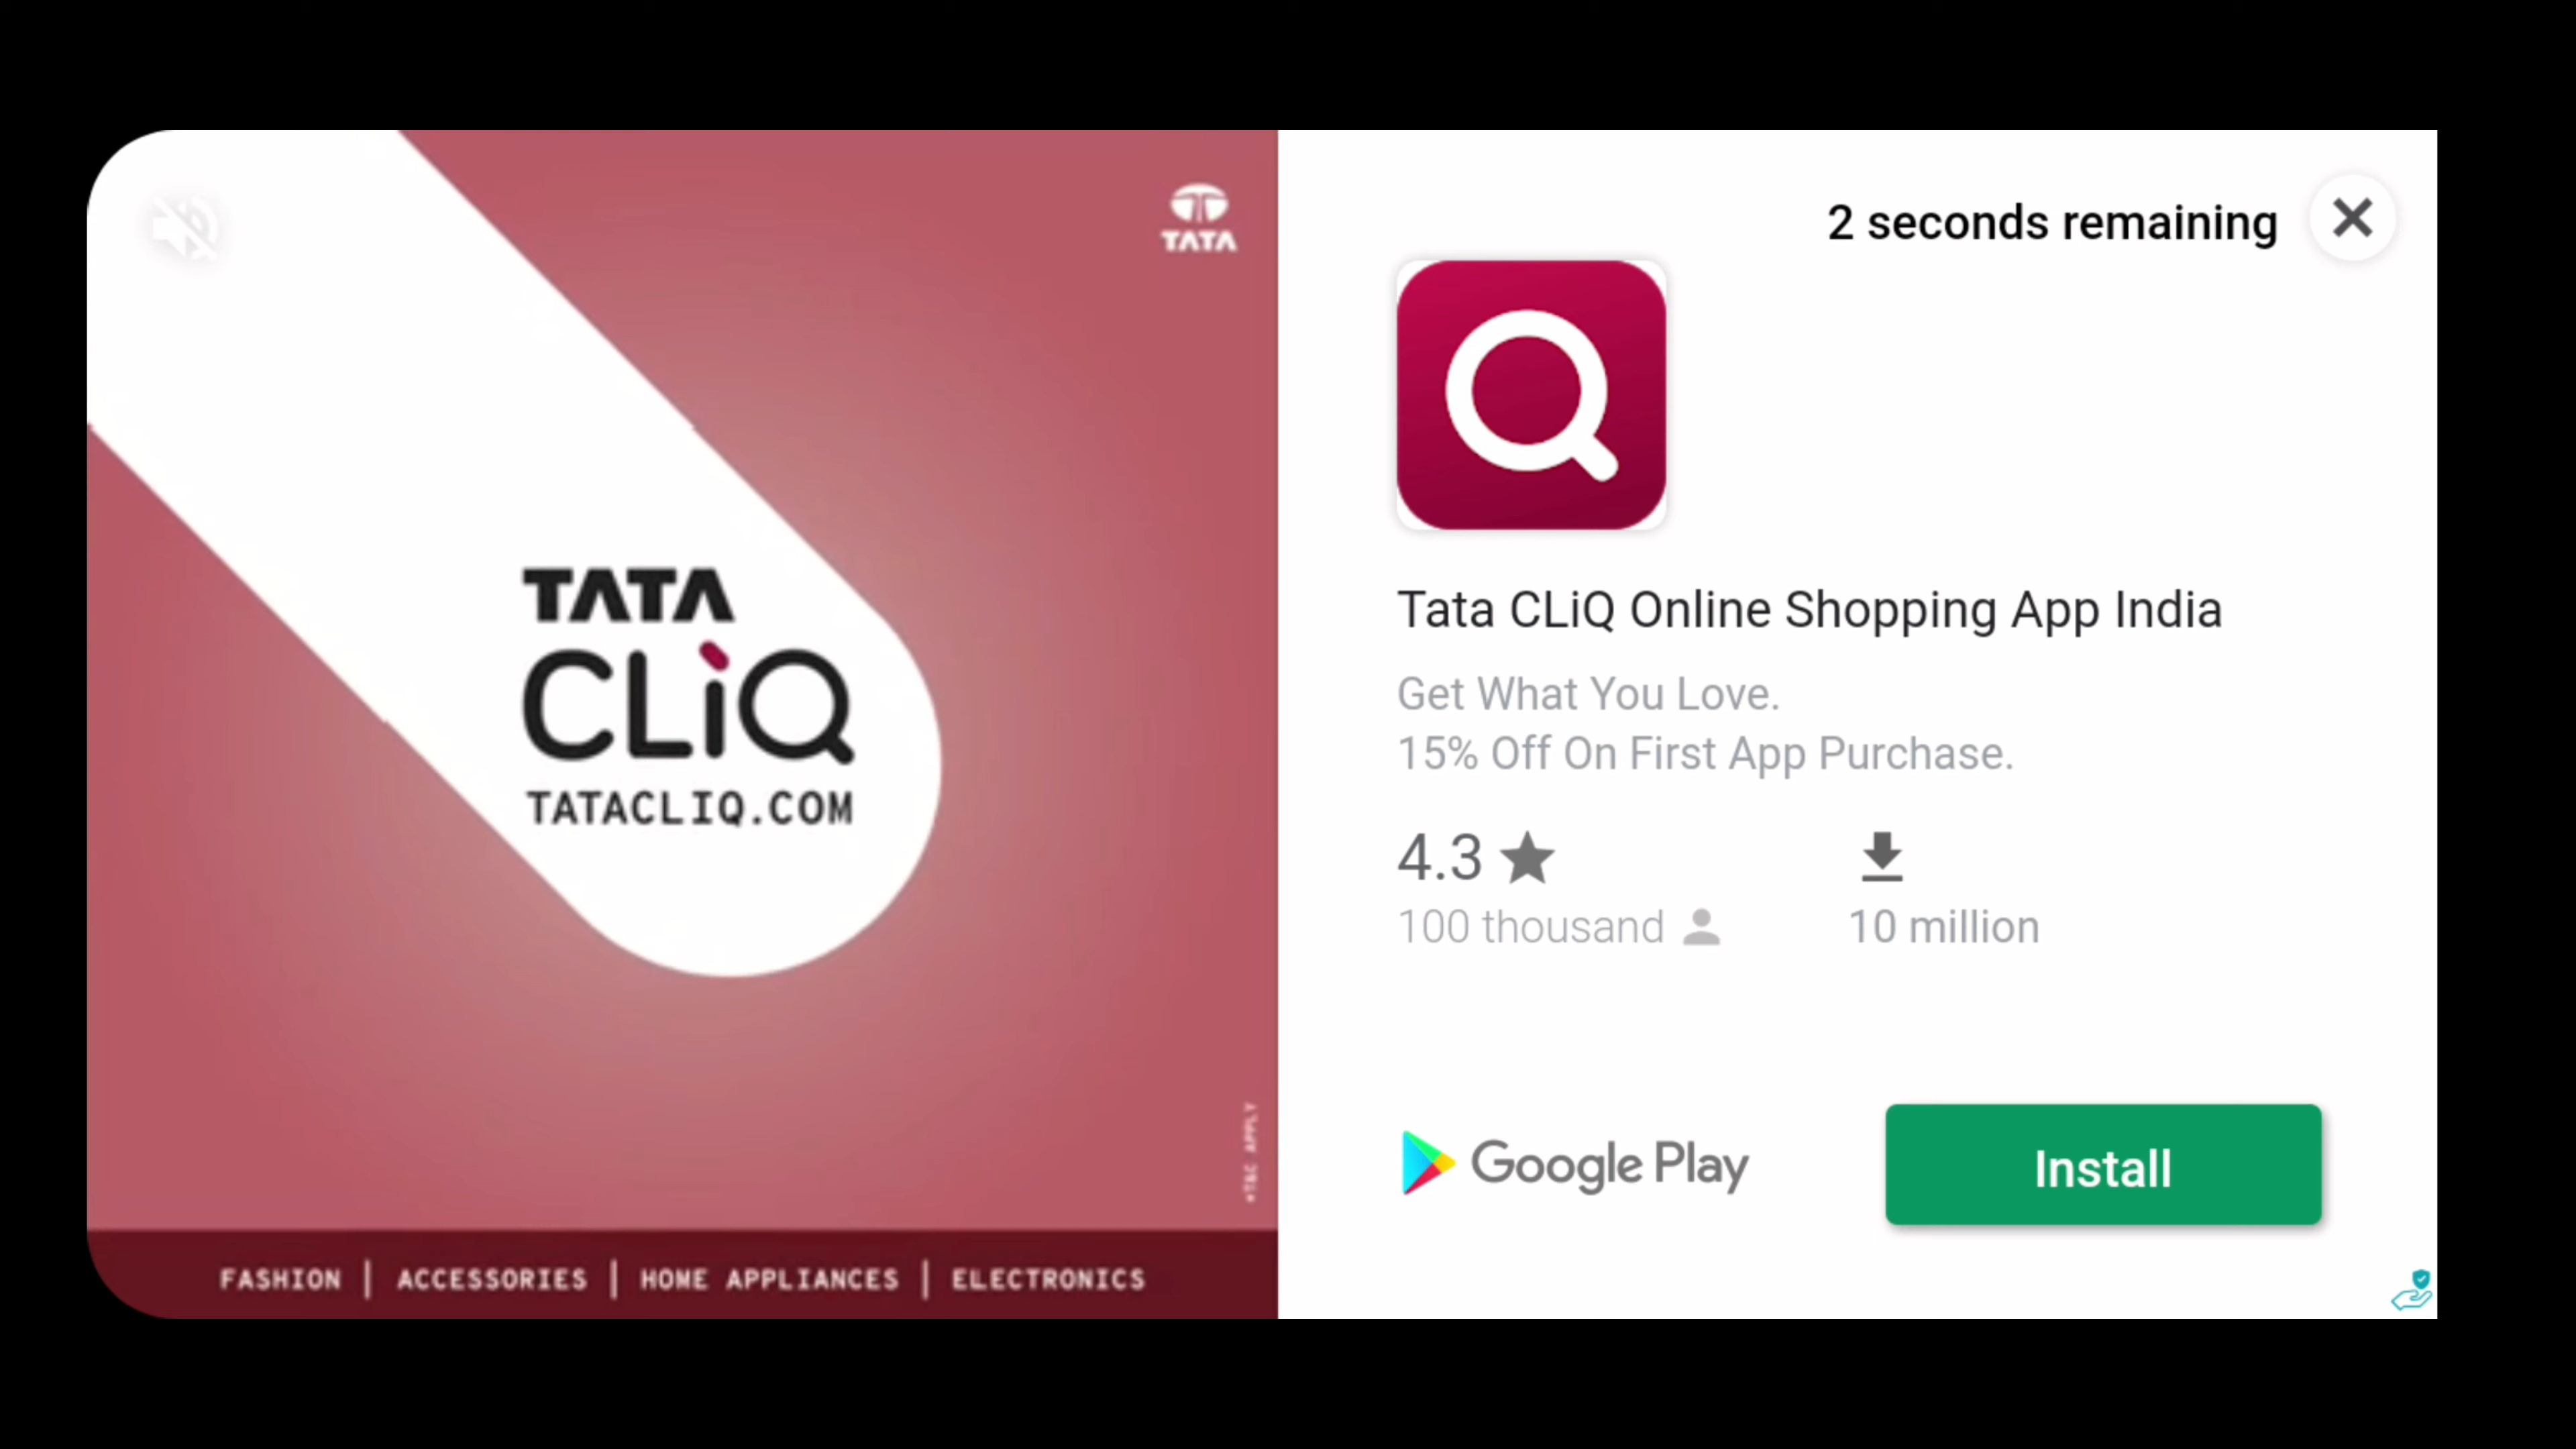 TATA
TATA
CLiQ
TATACLIQ.COM
*T&C APPLY
FASHION | ACCESSORIES | HOME APPLIANCES | ELECTRONICS
2 seconds remaining
Tata CLiQ Online Shopping App India
Get What You Love.
15% Off On First App Purchase.
4.3
100 thousand
10 million
Google Play
Install